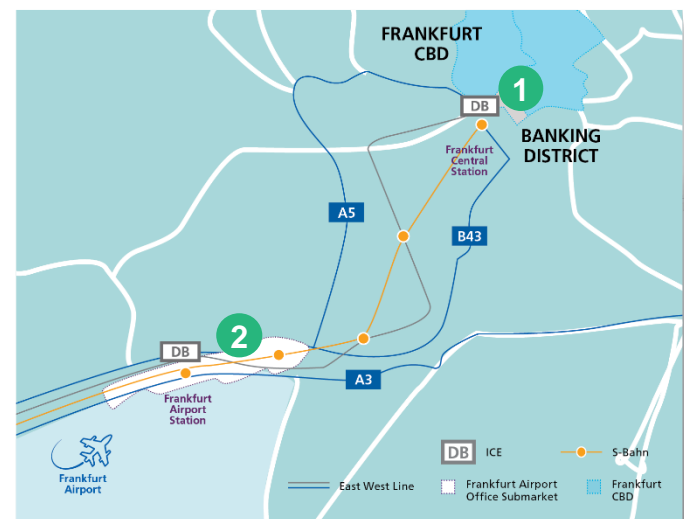 FRANKFURT
CBD
1
DB
BANKING
DISTRICT
Frankfurt
Central
Station
A5
B43
2
DB
A3
Frankfurt
Airport
Station
Frankfurt
Airport
DB
ICE
S-Bahn
East West Line
Frankfurt Airport
Office Submarket
Frankfurt
CBD